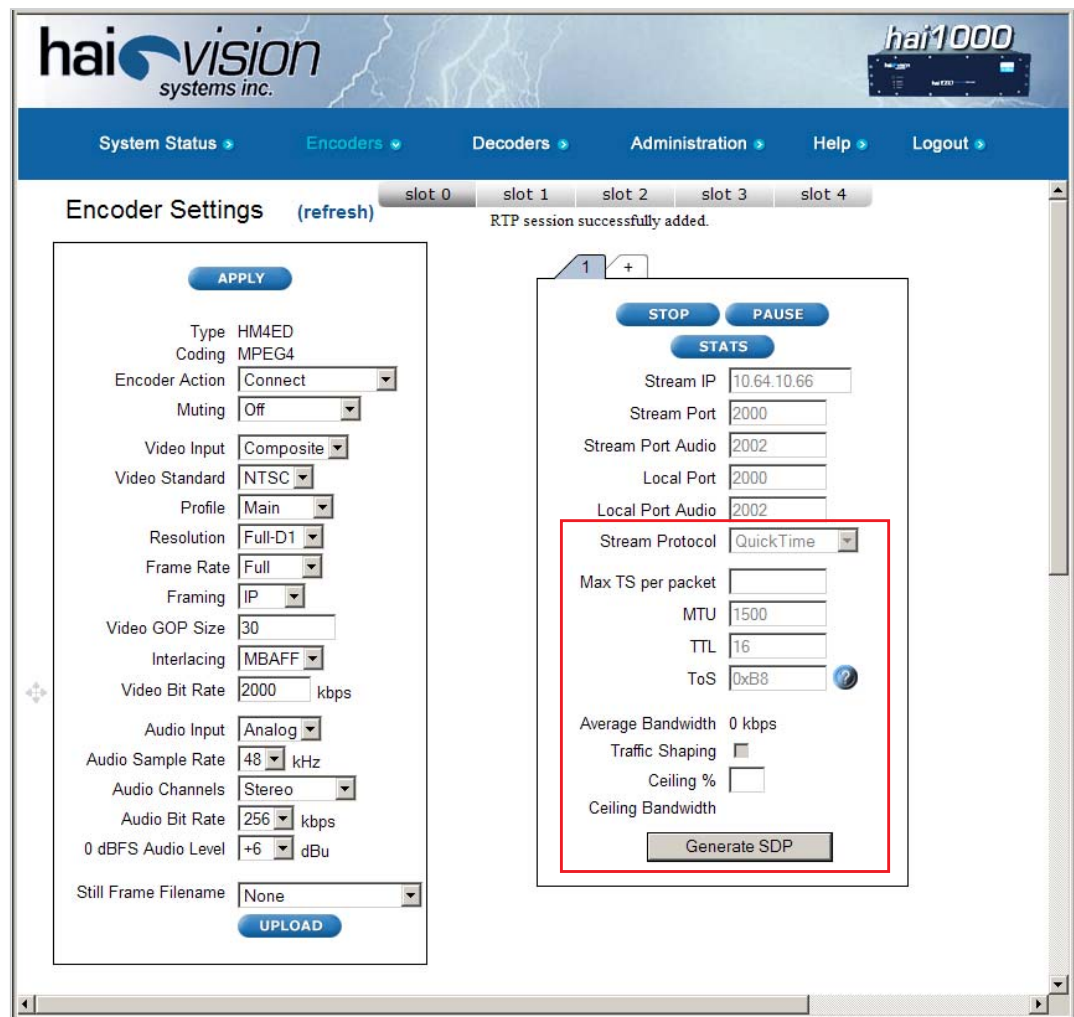 haivision
systems inc.
hai1000
System Status Encoders Decoders Administration Help Logout
Encoder Settings (refresh)
slot 0 slot 1 slot 2 slot 3 slot 4
RTP session successfully added.
APPLY
Type HM4ED
Coding MPEG4
Encoder Action Connect
Muting Off
Video Input Composite
Video Standard NTSC
Profile Main
Resolution Full-D1
Frame Rate Full
Framing IP
Video GOP Size 30
Interlacing MBAFF
Video Bit Rate 2000 kbps
Audio Input Analog
Audio Sample Rate 48 kHz
Audio Channels Stereo
Audio Bit Rate 256 kbps
0 dBFS Audio Level +6 dBu
Still Frame Filename None
UPLOAD
1 +
STOP PAUSE
STATS
Stream IP 10.64.10.66
Stream Port 2000
Stream Port Audio 2002
Local Port 2000
Local Port Audio 2002
Stream Protocol QuickTime
Max TS per packet
MTU 1500
TTL 16
ToS 0xB8 ?
Average Bandwidth 0 kbps
Traffic Shaping
Ceiling %
Ceiling Bandwidth
Generate SDP